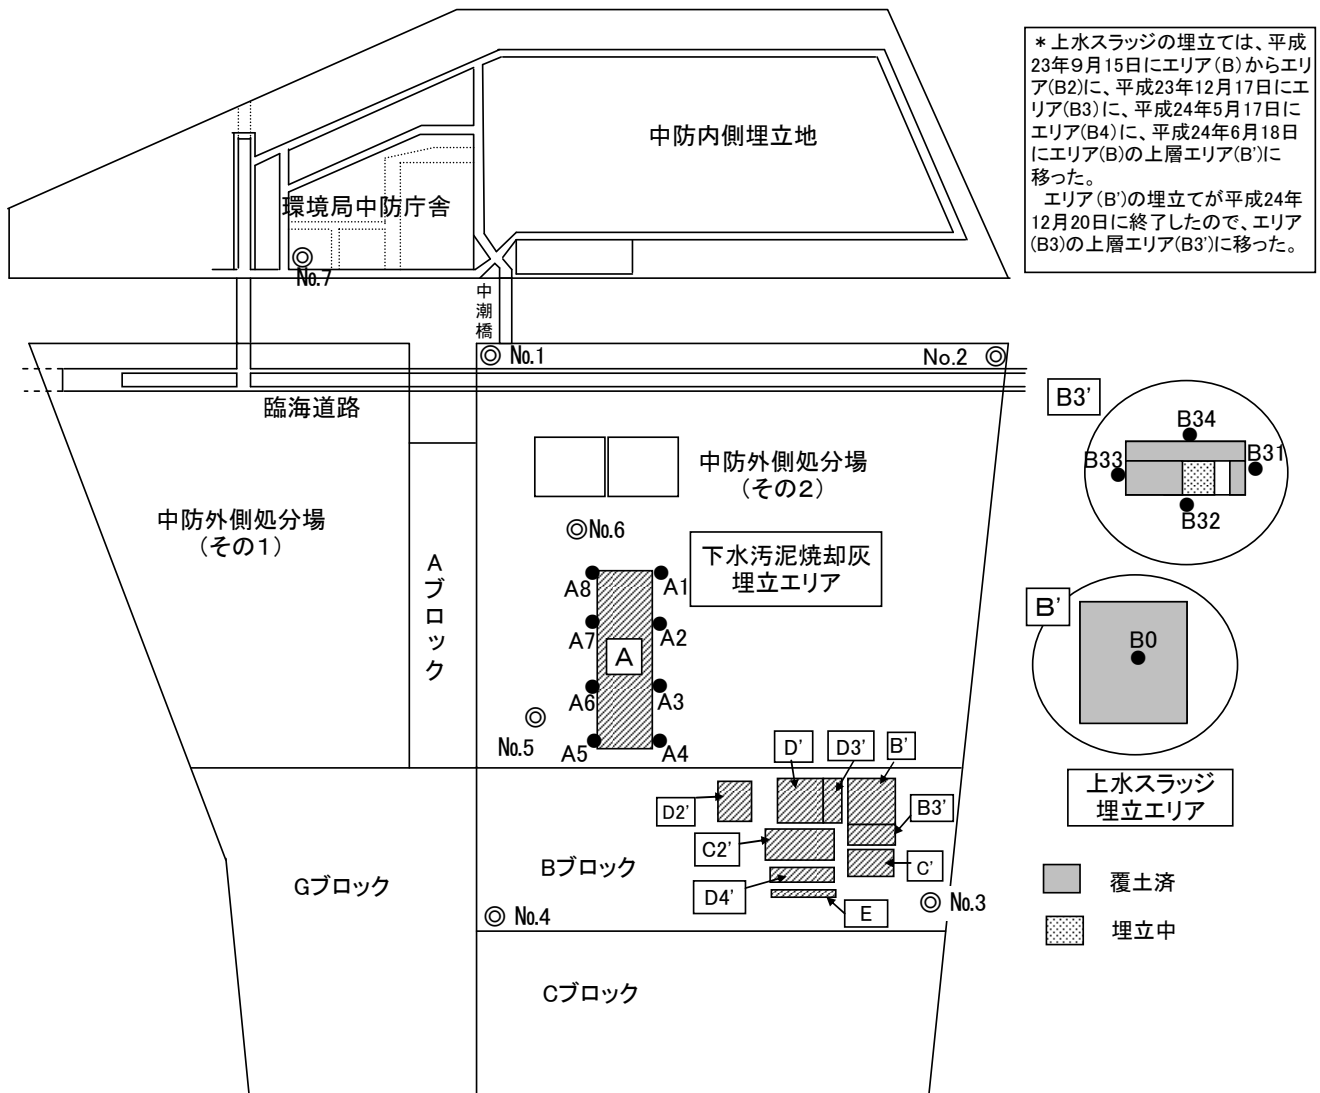 ＊上水スラッジの埋立ては、平成
23年９月15日にエリア(B)からエリ
ア(B2)に、平成23年12月17日にエ
リア(B3)に、平成24年5月17日に
エリア(B4)に、平成24年6月18日
にエリア(B)の上層エリア(B')に
移った。
エリア(B')の埋立てが平成24年
12月20日に終了したので、エリア
(B3)の上層エリア(B3')に移った。
中防内側埋立地
環境局中防庁舎
No.7
中潮橋
No.1
No.2
臨海道路
中防外側処分場
（その１）
Aブロック
中防外側処分場
（その２）
No.6
下水汚泥焼却灰
埋立エリア
A8
A1
A7
A2
A
A6
A3
No.5
A5
A4
B3'
B34
B33
B31
B32
B'
B0
上水スラッジ
埋立エリア
D'
D3'
B'
D2'
B3'
C2'
C'
D4'
E
Gブロック
Bブロック
No.4
No.3
Cブロック
覆土済
埋立中